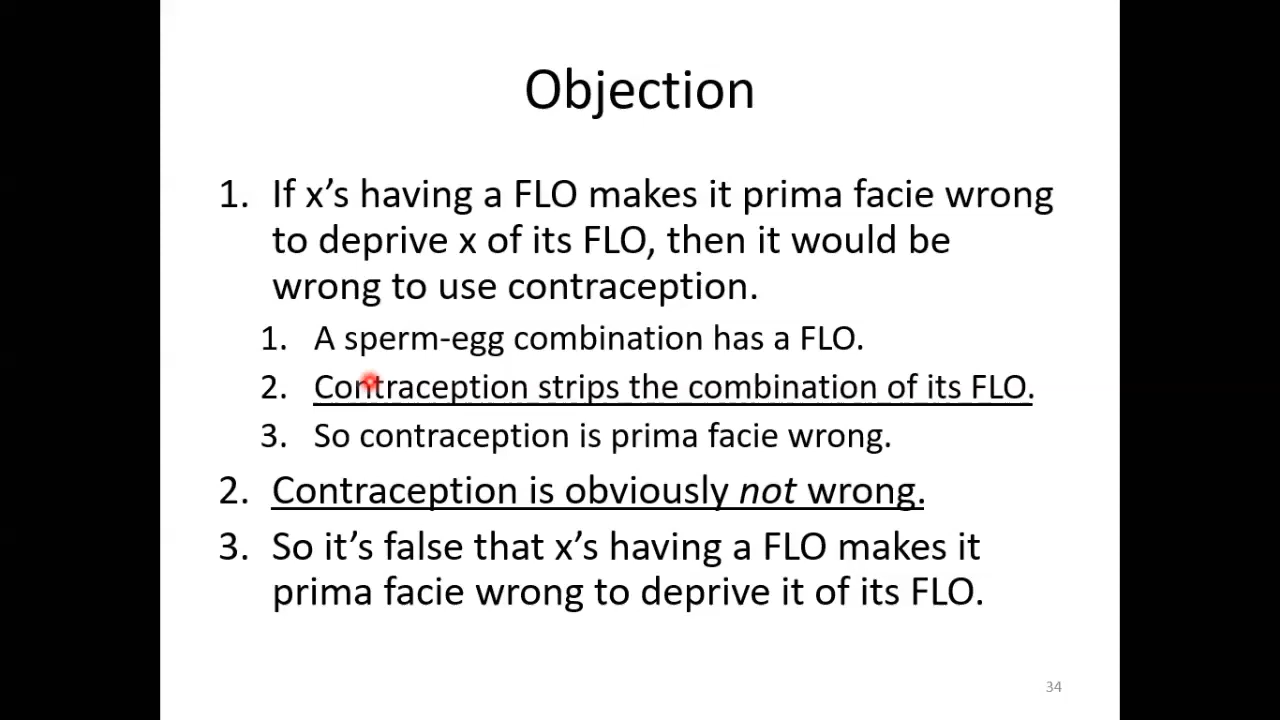 Objection
1. If x’s having a FLO makes it prima facie wrong
to deprive x of its FLO, then it would be
wrong to use contraception.
1. A sperm-egg combination has a FLO.
2. Contraception strips the combination of its FLO.
3. So contraception is prima facie wrong.
2. Contraception is obviously not wrong.
3. So it’s false that x’s having a FLO makes it
prima facie wrong to deprive it of its FLO.
34